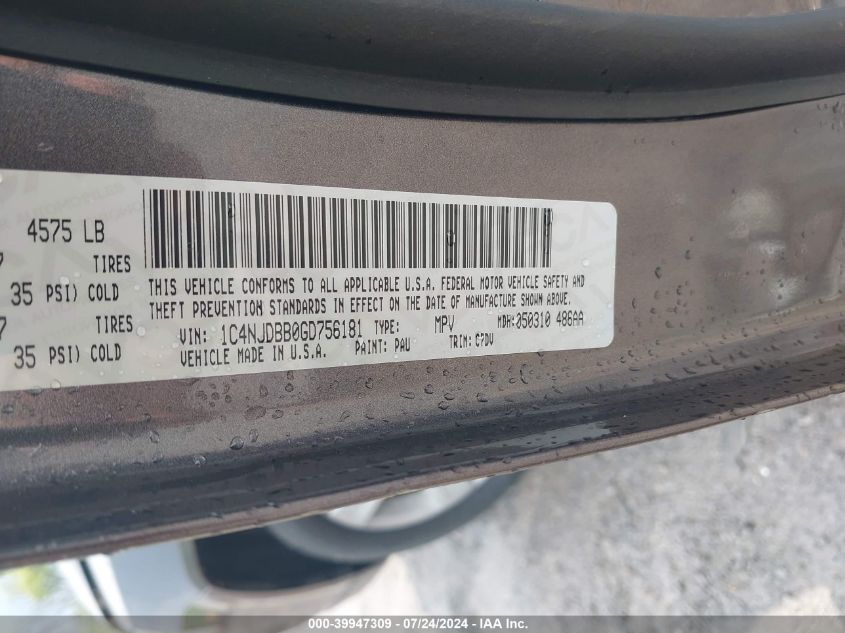 4575 LB
TIRES
35 PSI) COLD
TIRES
35 PSI) COLD
THIS VEHICLE CONFORMS TO ALL APPLICABLE U.S.A. FEDERAL MOTOR VEHICLE SAFETY AND
THEFT PREVENTION STANDARDS IN EFFECT ON THE DATE OF MANUFACTURE SHOWN ABOVE.
VIN: 1C4NJDBB0GD756181 TYPE: MPV MDH: 050310 486AA
VEHICLE MADE IN U.S.A. PAINT: PAU TRIM: C7DV
000-39947309 / 07/24/2024 - IAA Inc.